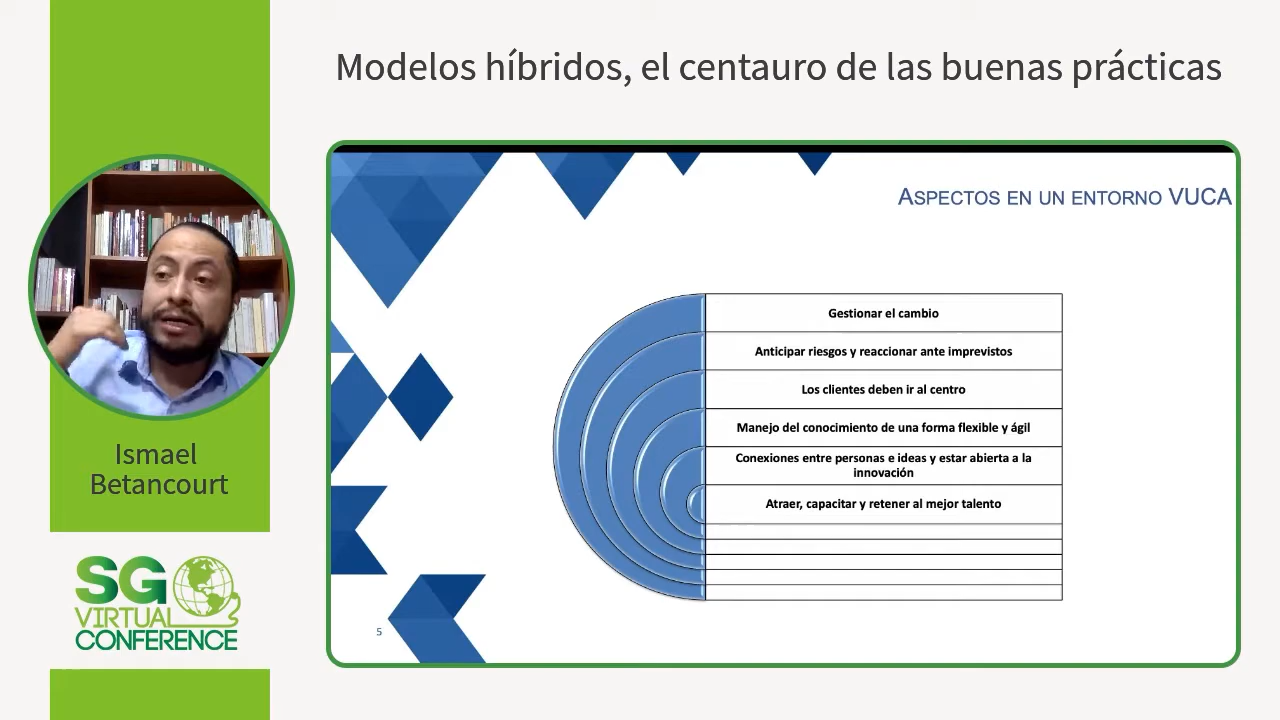 Modelos híbridos, el centauro de las buenas prácticas
ASPECTOS EN UN ENTORNO VUCA
Gestionar el cambio
Anticipar riesgos y reaccionar ante imprevistos
Los clientes deben ir al centro
Manejo del conocimiento de una forma flexible y ágil
Conexiones entre personas e ideas y estar abierta a la
innovación
Atraer, capacitar y retener al mejor talento
5
Ismael
Betancourt
SG
VIRTUAL
CONFERENCE